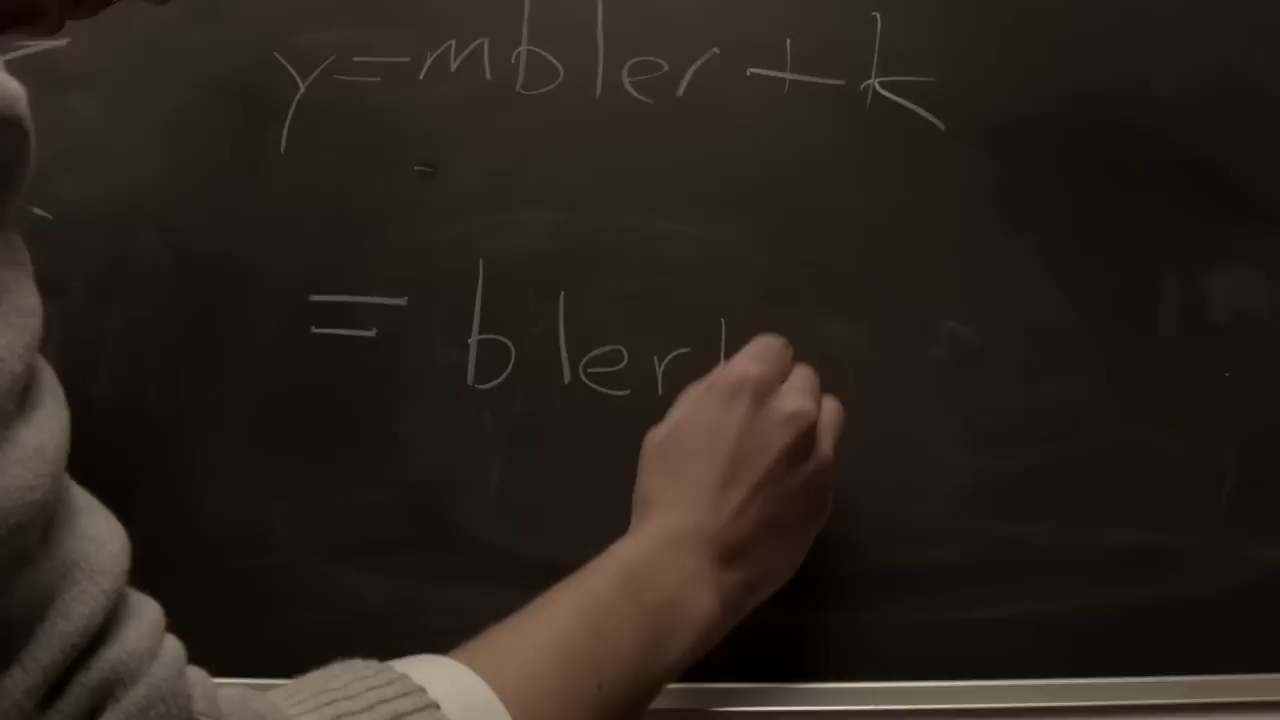 y=mbler+k
= bler